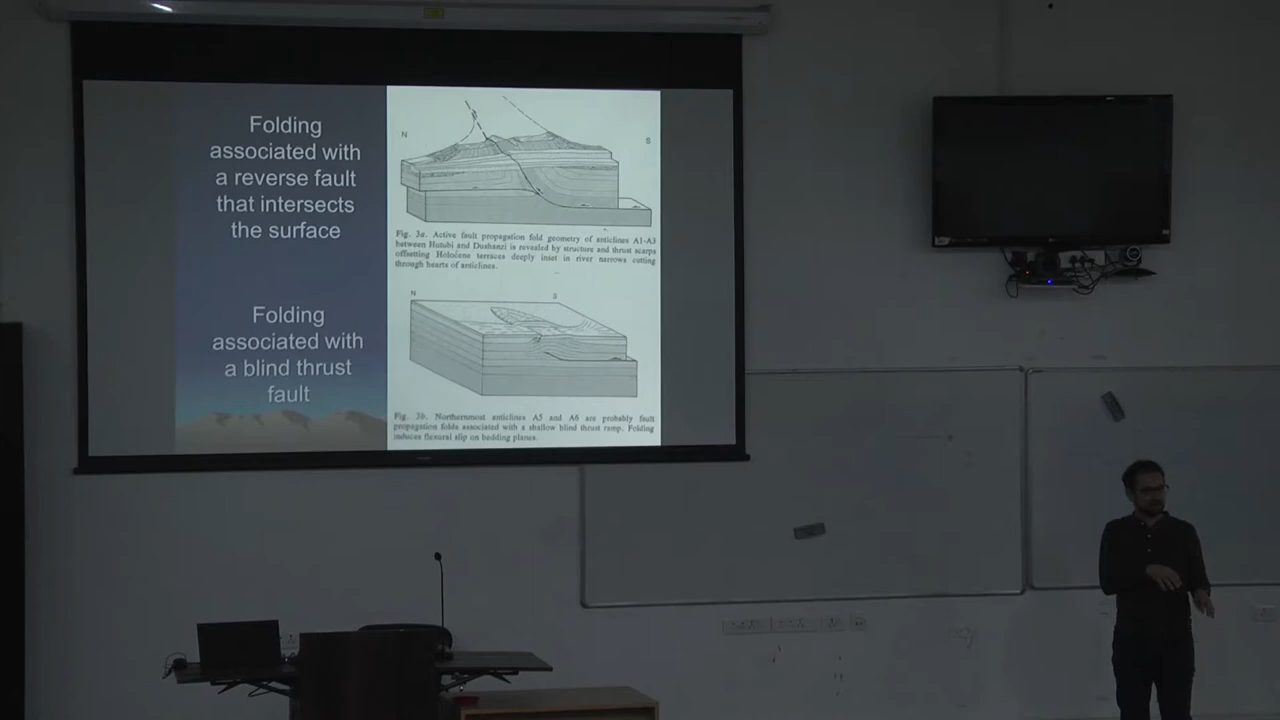 Folding
associated with
a reverse fault
that intersects
the surface
N
S
Fig. 3a. Active fault propagation fold geometry of anticlines A1-A3
between Hutubi and Dushanzi is revealed by structure and thrust scarps
offsetting Holocene terraces deeply inset in river narrows cutting
through hearts of anticlines.
Folding
associated with
a blind thrust
fault
N
S
Fig. 3b. Northernmost anticlines A5 and A6 are probably fault
propagation folds associated with a shallow blind thrust ramp. Folding
induces flexural slip on bedding planes.